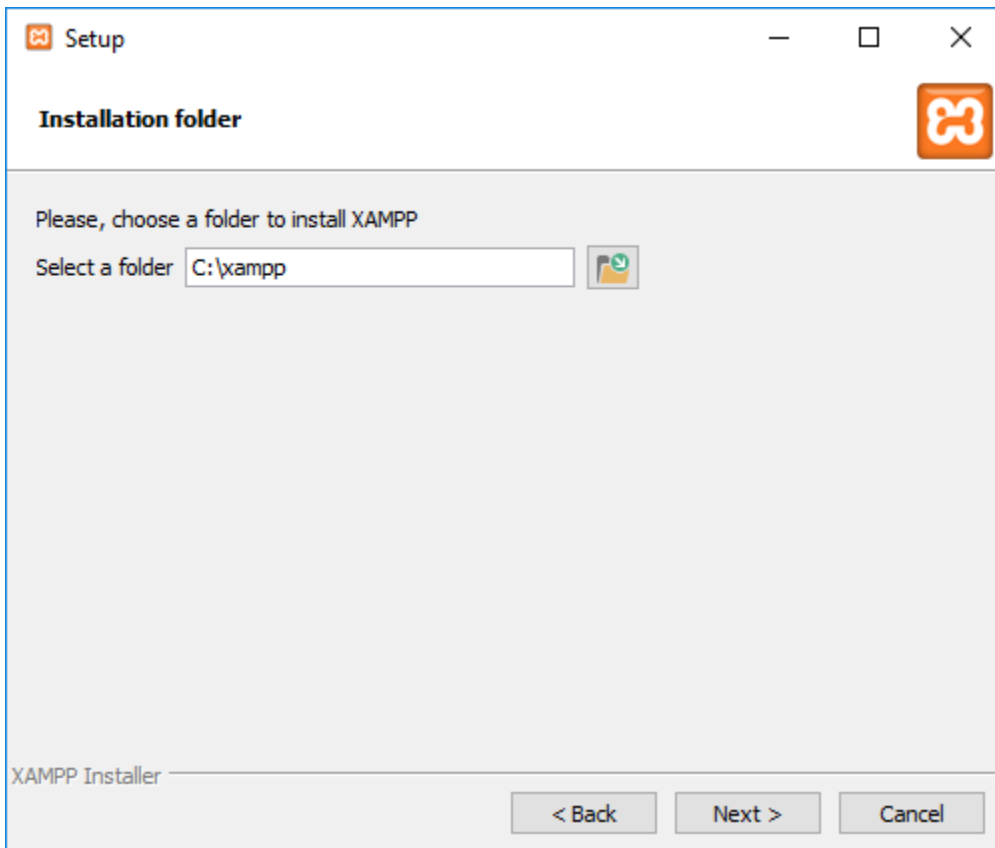 Setup
Installation folder
Please, choose a folder to install XAMPP
Select a folder C:\xampp
XAMPP Installer
< Back Next > Cancel